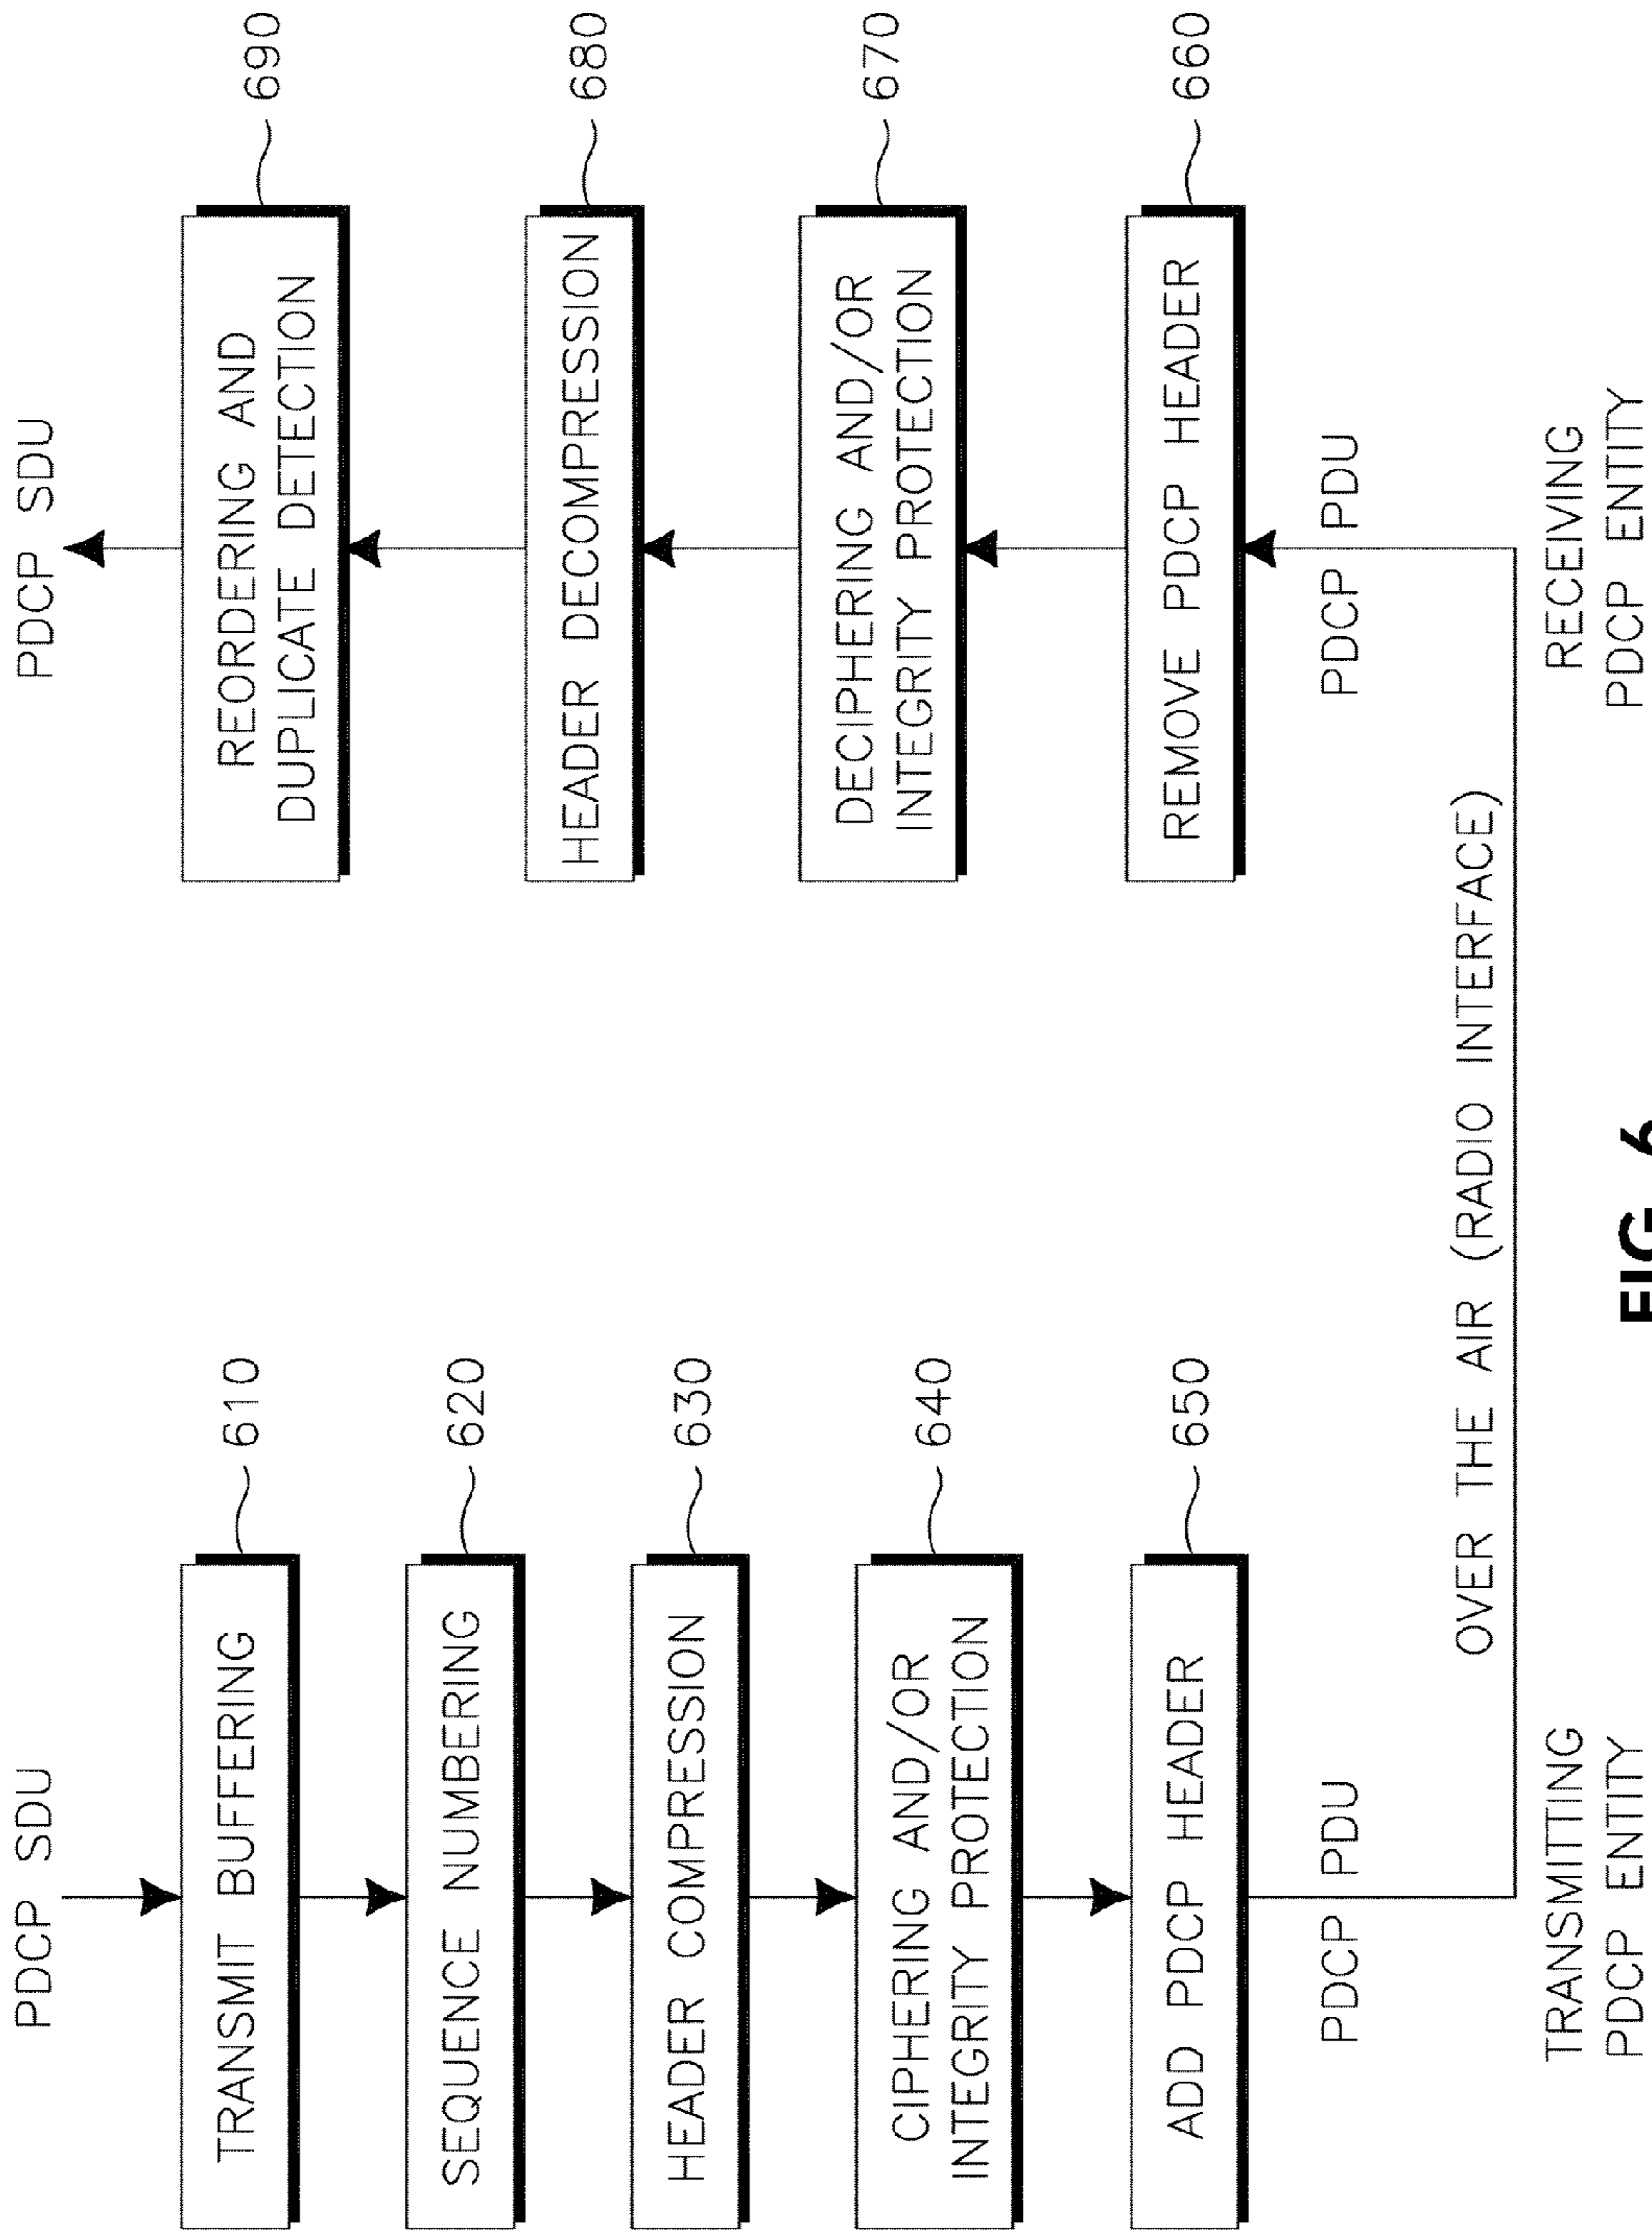 PDCP SDU
TRANSMIT BUFFERING
610
SEQUENCE NUMBERING
620
HEADER COMPRESSION
630
CIPHERING AND/OR
INTEGRITY PROTECTION
640
ADD PDCP HEADER
650
PDCP PDU
TRANSMITTING
PDCP ENTITY
OVER THE AIR (RADIO INTERFACE)
PDCP SDU
REORDERING AND
DUPLICATE DETECTION
690
HEADER DECOMPRESSION
680
DECIPHERING AND/OR
INTEGRITY PROTECTION
670
REMOVE PDCP HEADER
660
PDCP PDU
RECEIVING
PDCP ENTITY
FIG. 6